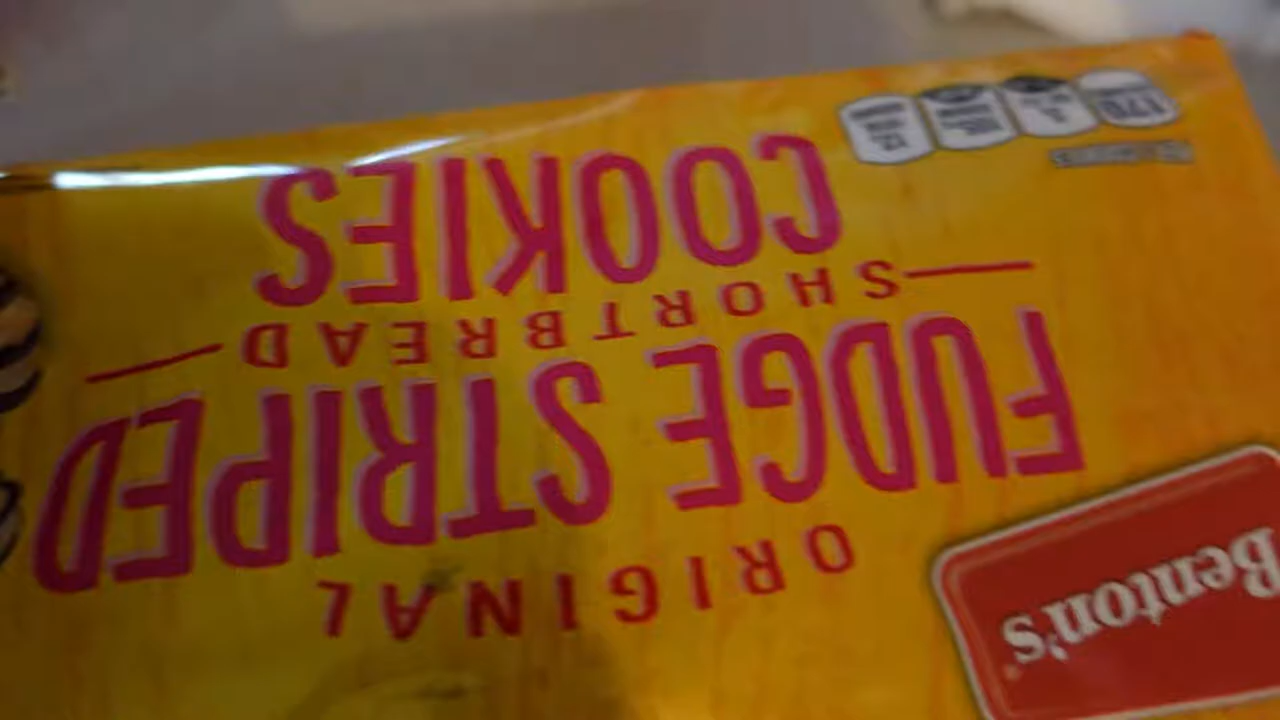 Benton's
ORIGINAL
FUDGE STRIPED
SHORTBREAD
COOKIES
170